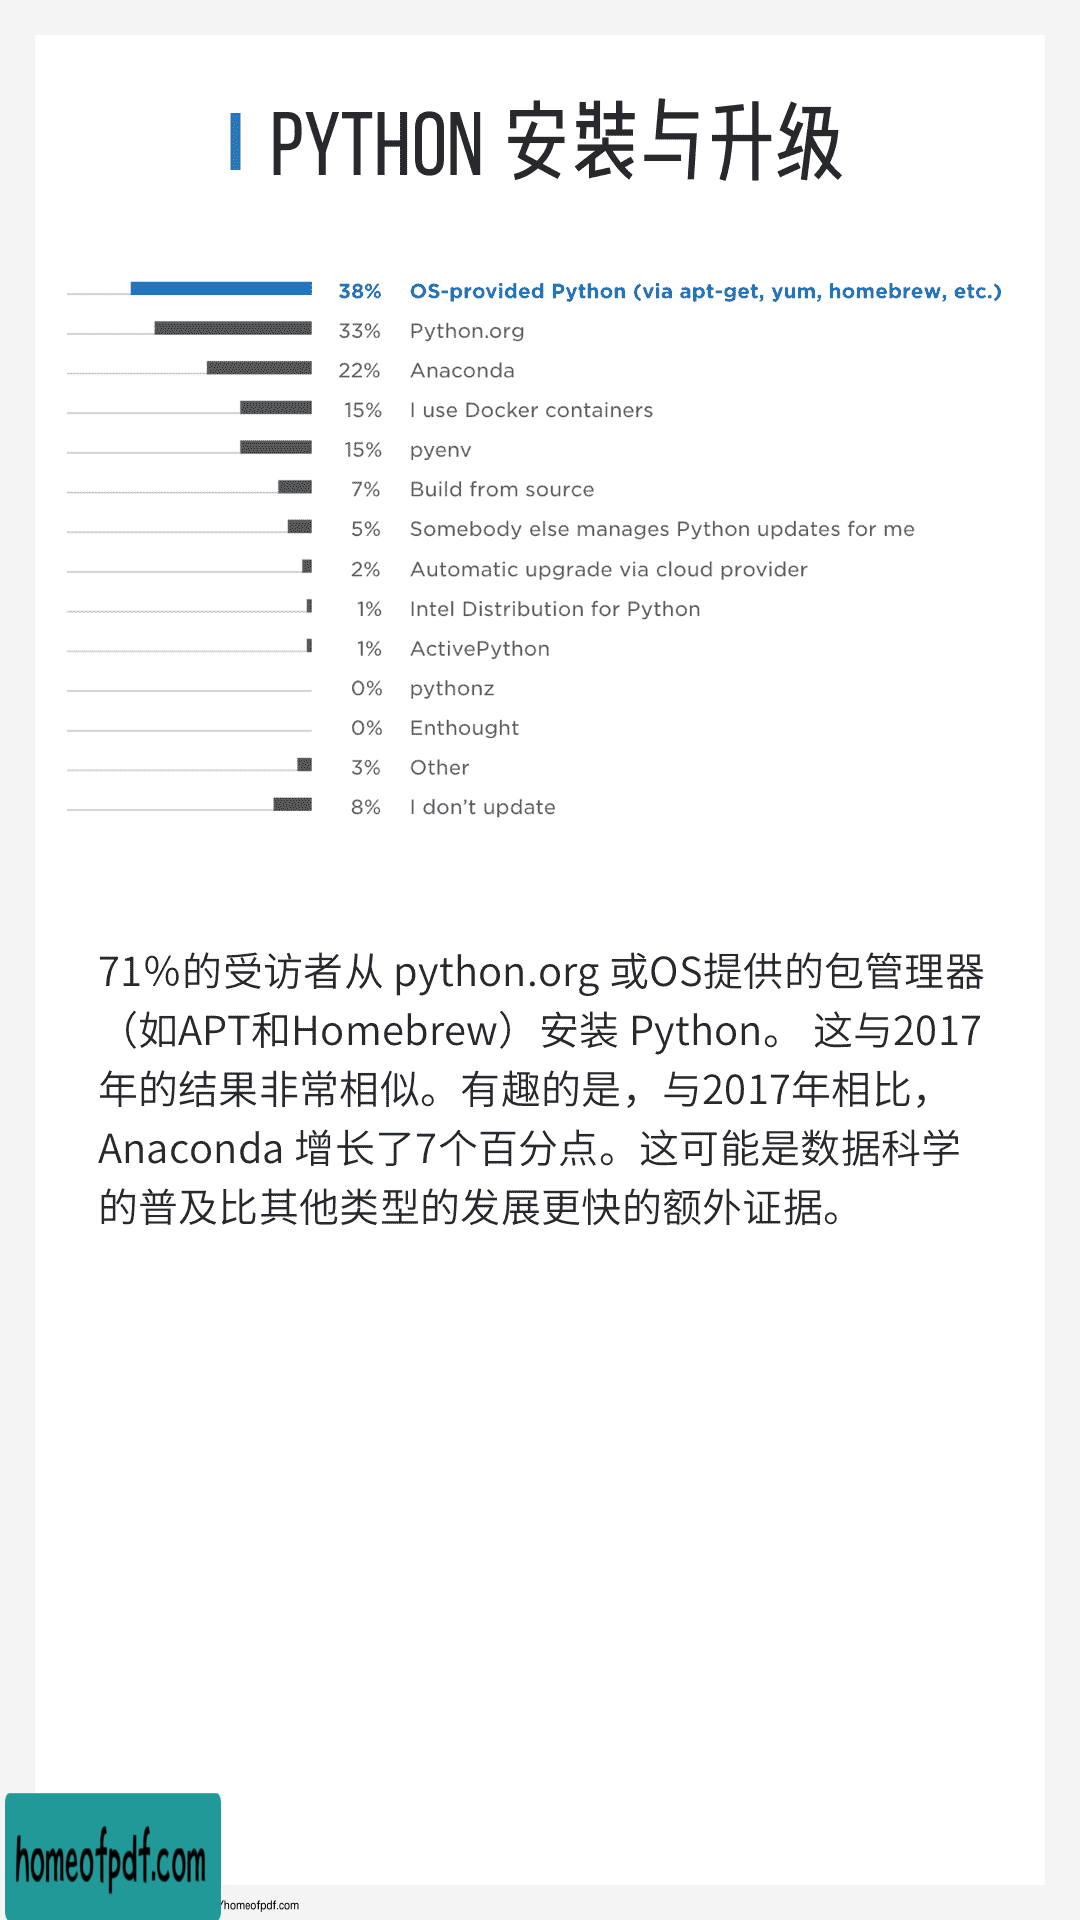 PYTHON 安装与升级
38% OS-provided Python (via apt-get, yum, homebrew, etc.)
33% Python.org
22% Anaconda
15% I use Docker containers
15% pyenv
7% Build from source
5% Somebody else manages Python updates for me
2% Automatic upgrade via cloud provider
1% Intel Distribution for Python
1% ActivePython
0% pythonz
0% Enthought
3% Other
8% I don’t update
71%的受访者从 python.org 或OS提供的包管理器
（如APT和Homebrew）安装 Python。 这与2017
年的结果非常相似。有趣的是，与2017年相比，
Anaconda 增长了7个百分点。这可能是数据科学
的普及比其他类型的发展更快的额外证据。
homeofpdf.com
/homeofpdf.com